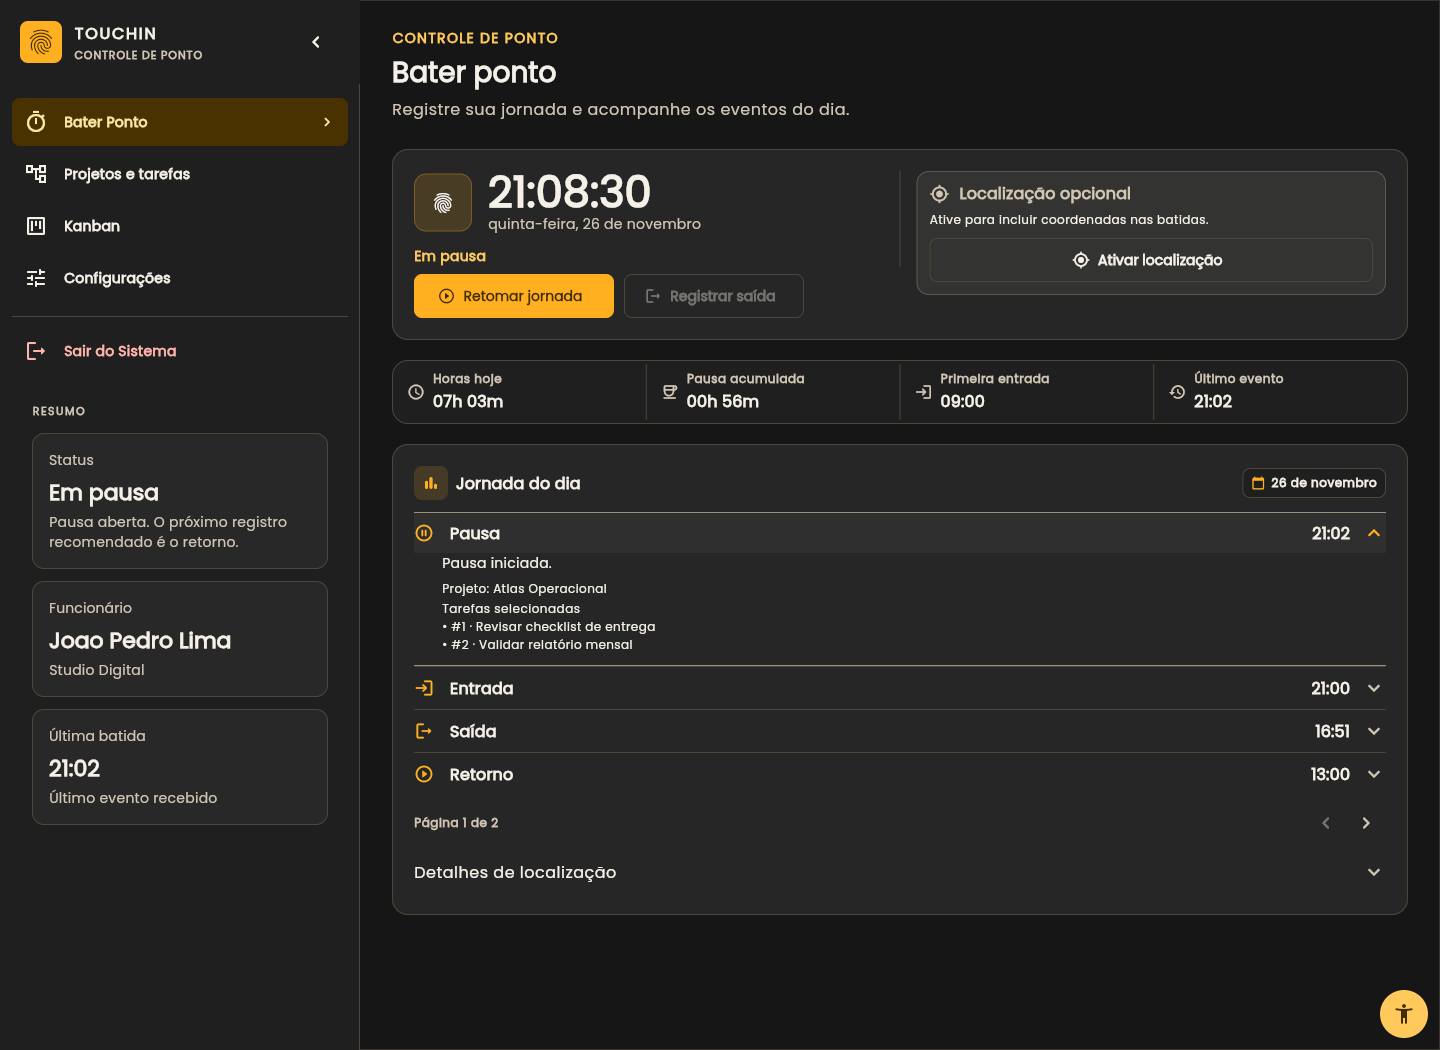 TOUCHIN
CONTROLE DE PONTO
Bater Ponto
Projetos e tarefas
Kanban
Configurações
Sair do Sistema
RESUMO
Status
Em pausa
Pausa aberta. O próximo registro
recomendado é o retorno.
Funcionário
Joao Pedro Lima
Studio Digital
Última batida
21:02
Último evento recebido
CONTROLE DE PONTO
Bater ponto
Registre sua jornada e acompanhe os eventos do dia.
21:08:30
quinta-feira, 26 de novembro
Em pausa
Retomar jornada
Registrar saída
Localização opcional
Ative para incluir coordenadas nas batidas.
Ativar localização
Horas hoje
07h 03m
Pausa acumulada
00h 56m
Primeira entrada
09:00
Último evento
21:02
Jornada do dia
26 de novembro
Pausa 21:02
Pausa iniciada.
Projeto: Atlas Operacional
Tarefas selecionadas
• #1 · Revisar checklist de entrega
• #2 · Validar relatório mensal
Entrada 21:00
Saída 16:51
Retorno 13:00
Página 1 de 2
Detalhes de localização